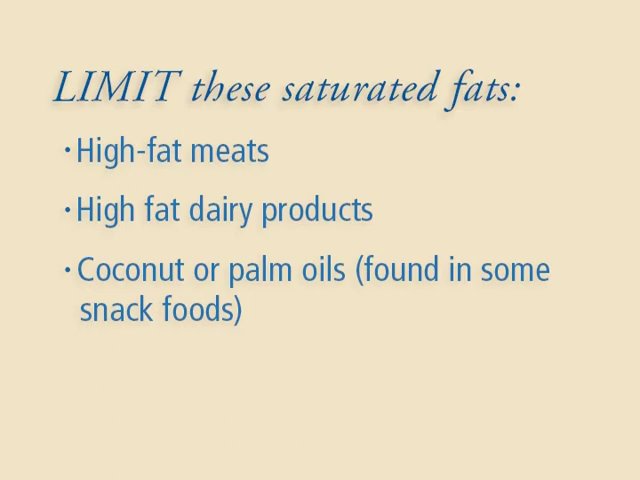 LIMIT these saturated fats:
·High-fat meats
·High fat dairy products
·Coconut or palm oils (found in some
snack foods)